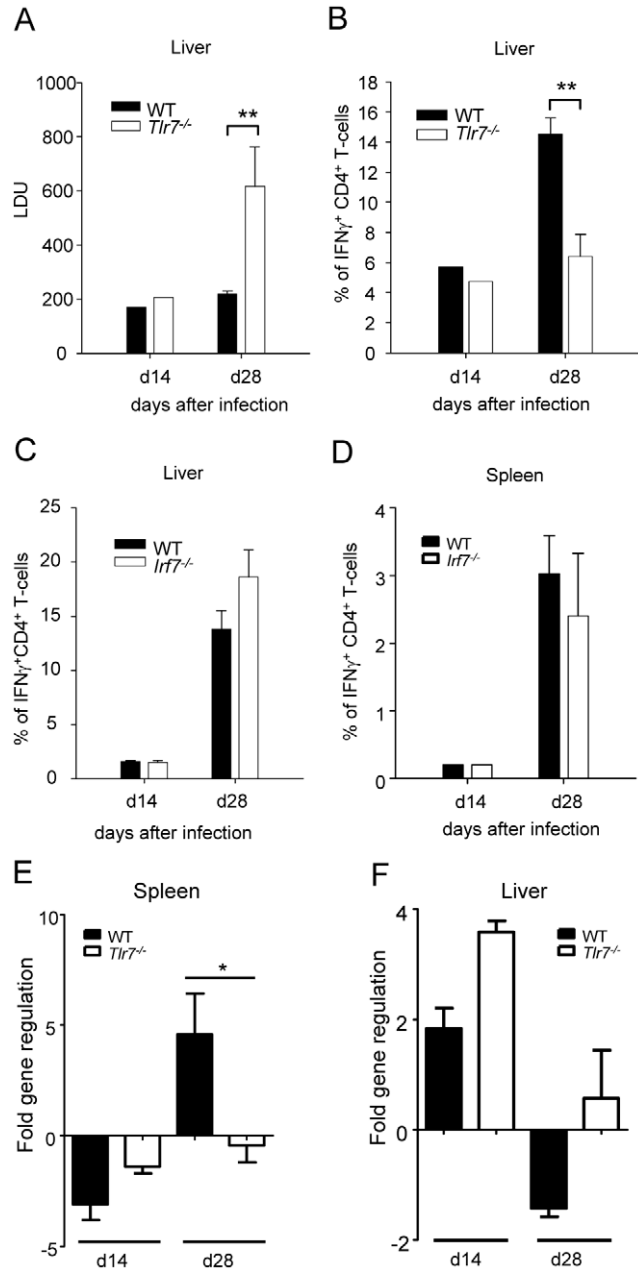 A
Liver
WT
Tlr7-/-
**
LDU
1000
800
600
400
200
0
d14
d28
days after infection
B
Liver
WT
Tlr7-/-
**
% of IFNγ+ CD4+ T-cells
18
16
14
12
10
8
6
4
2
0
d14
d28
days after infection
C
Liver
WT
Irf7-/-
% of IFNγ+CD4+ T-cells
25
20
15
10
5
0
d14
d28
days after infection
D
Spleen
WT
Irf7-/-
% of IFNγ+ CD4+ T-cells
4
3
2
1
0
d14
d28
days after infection
E
Spleen
WT
Tlr7-/-
*
Fold gene regulation
10
5
0
-5
d14
d28
F
Liver
WT
Tlr7-/-
Fold gene regulation
4
2
0
-2
d14
d28